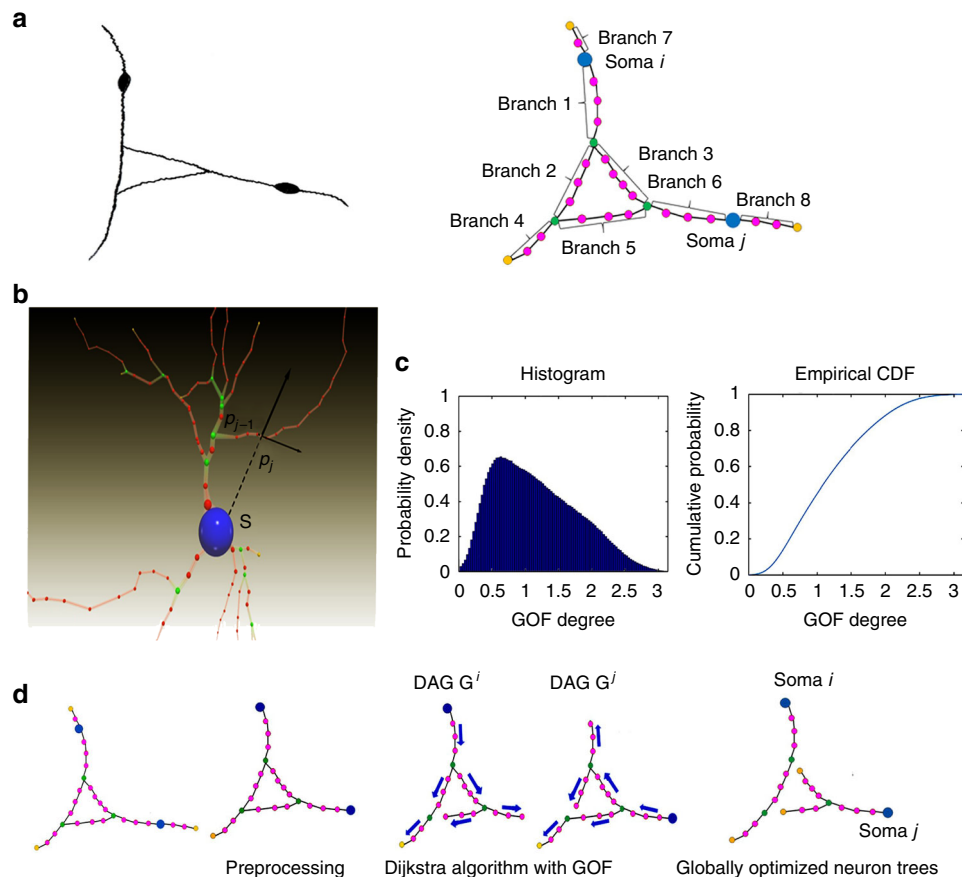 a
Branch 7
Soma i
Branch 1
Branch 2
Branch 3
Branch 6
Branch 8
Branch 4
Branch 5
Soma j
b
p j−1
p j
S
c
Histogram
Probability density
1
0.8
0.6
0.4
0.2
0
0 0.5 1 1.5 2 2.5 3
GOF degree
Empirical CDF
Cumulative probability
1
0.8
0.6
0.4
0.2
0
0 0.5 1 1.5 2 2.5 3
GOF degree
d
DAG G i
DAG G j
Soma i
Soma j
Preprocessing
Dijkstra algorithm with GOF
Globally optimized neuron trees